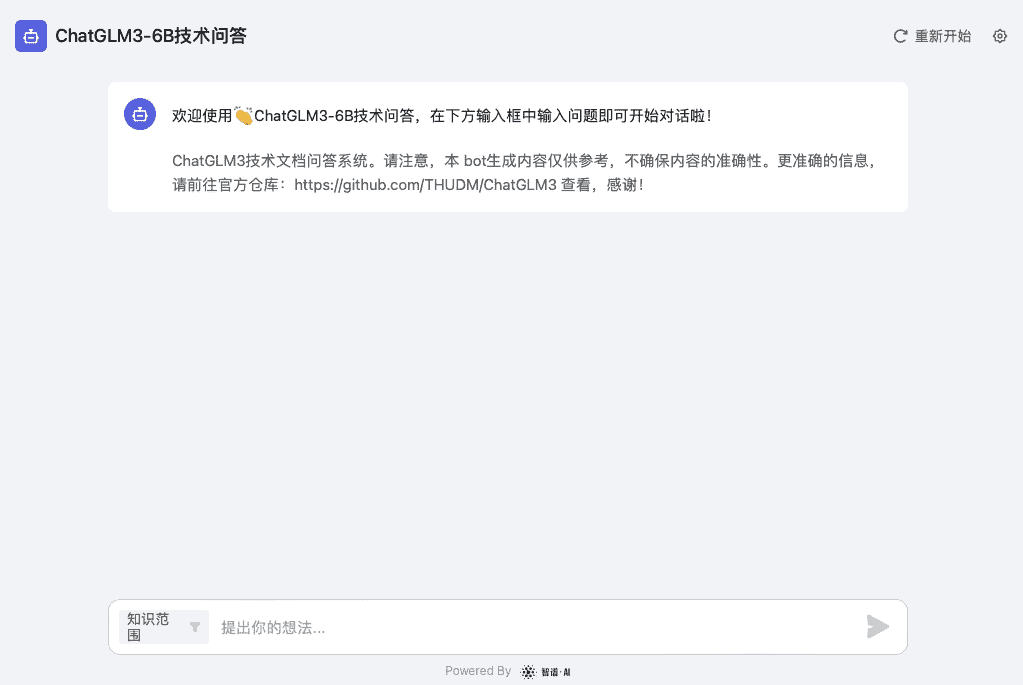 ChatGLM3-6B技术问答
重新开始
欢迎使用👏ChatGLM3-6B技术问答，在下方输入框中输入问题即可开始对话啦！
ChatGLM3技术文档问答系统。请注意，本 bot生成内容仅供参考，不确保内容的准确性。更准确的信息，
请前往官方仓库：https://github.com/THUDM/ChatGLM3 查看，感谢！
知识范
围
提出你的想法...
Powered By 智谱·AI